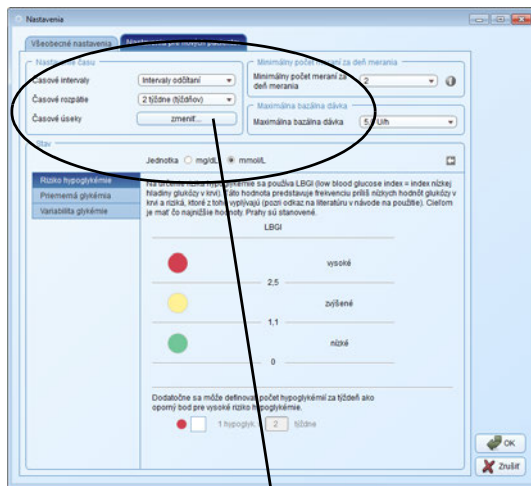 Nastavenia
Všeobecné nastavenia
Nastavenia pre nových pacientov
Nastavenie času
Časové intervaly
Intervaly odčítaní
Časové rozpätie
2 týždne (týždňov)
Časové úseky
zmeniť...
Minimálny počet meraní za deň merania
Minimálny počet meraní za
deň merania
2
Maximálna bazálna dávka
Maximálna bazálna dávka
U/h
Stav
Jednotka mg/dL mmol/L
Riziko hypoglykémie
Priemerná glykémia
Variabilita glykémie
Na určenie rizika hypoglykémie sa používa LBGI (low blood glucose index = index nízkej
hladiny glukózy v krvi). Táto hodnota predstavuje frekvenciu príliš nízkych hodnôt glukózy v
krvi a riziká, ktoré z toho vyplývajú (pozri odkaz na literatúru v návode na použitie). Cieľom
je mať čo najnižšie hodnoty. Prahy sú stanovené.
LBGI
vysoké
2,5
zvýšené
1,1
nízké
0
Dodatočne sa môže definovať počet hypoglykémií za týždeň ako
oporný bod pre vysoké riziko hypoglykémie.
1 hypoglyk. 2 týždne
OK
Zrušiť